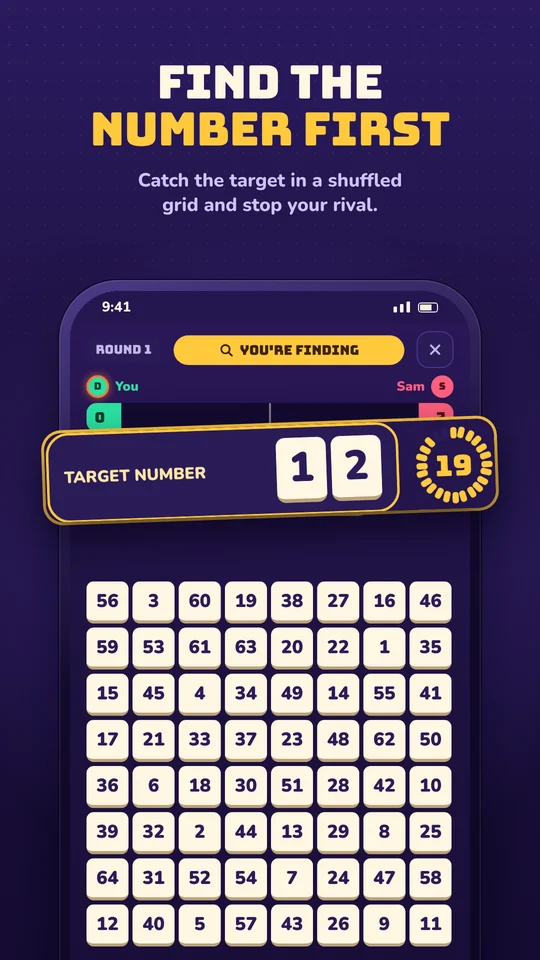 FIND THE
NUMBER FIRST
Catch the target in a shuffled
grid and stop your rival.
9:41
ROUND 1
YOU'RE FINDING
D You
Sam S
0
TARGET NUMBER
1 2
19
56 3 60 19 38 27 16 46
59 53 61 63 20 22 1 35
15 45 4 34 49 14 55 41
17 21 33 37 23 48 62 50
36 6 18 30 51 28 42 10
39 32 2 44 13 29 8 25
64 31 52 54 7 24 47 58
12 40 5 57 43 26 9 11